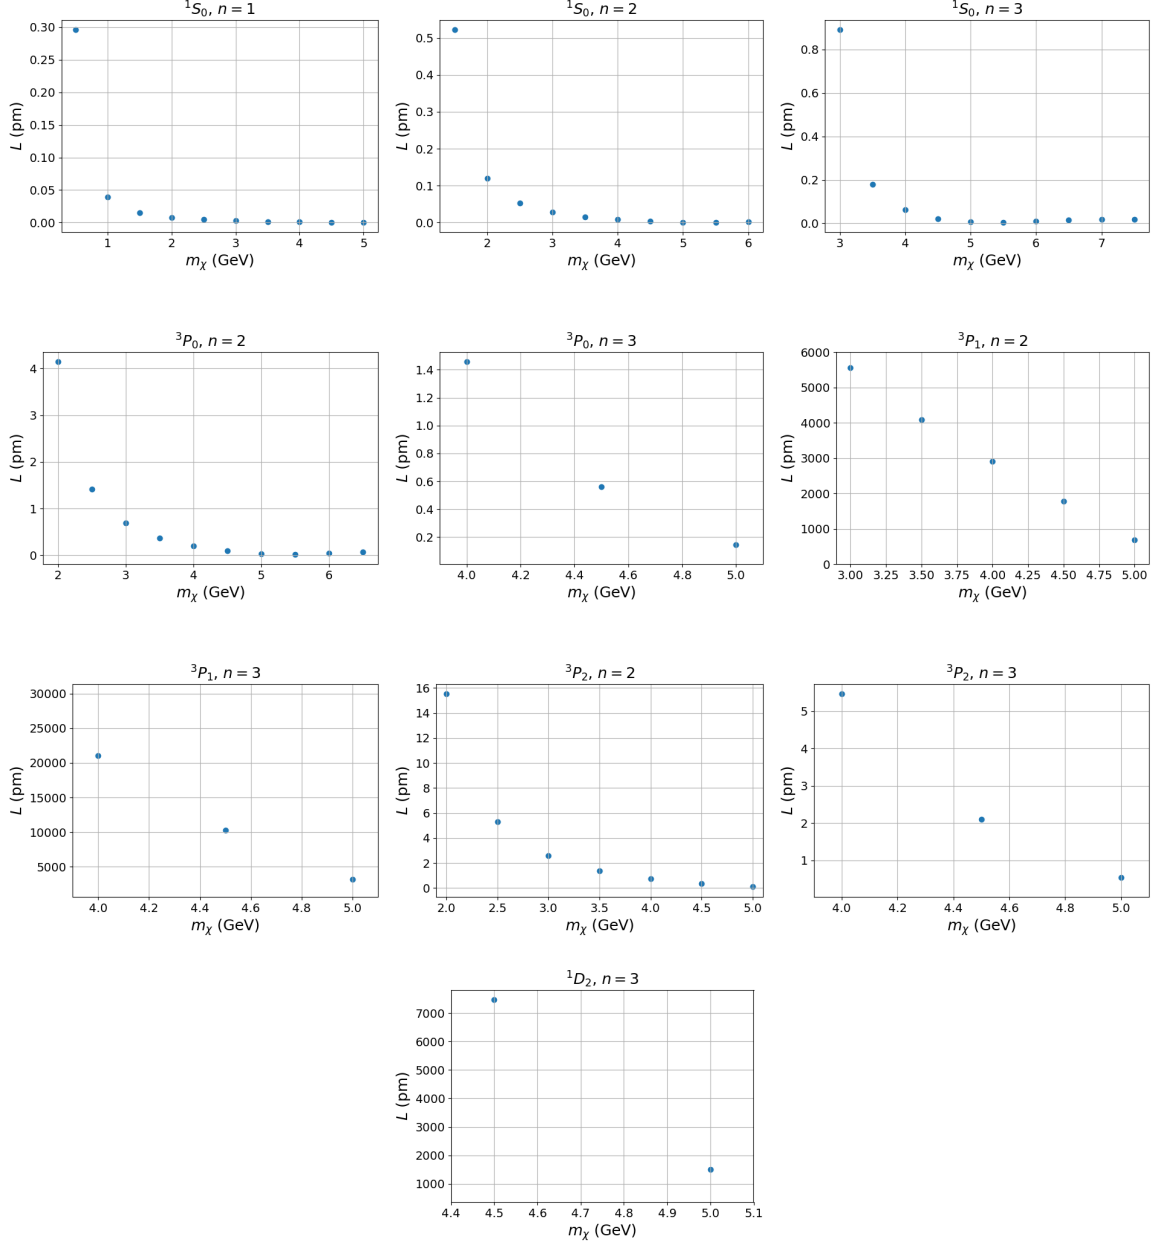 ¹S₀, n = 1
0.30
0.25
0.20
0.15
0.10
0.05
0.00
L (pm)
1 2 3 4 5
mᵪ (GeV)
¹S₀, n = 2
0.5
0.4
0.3
0.2
0.1
0.0
L (pm)
2 3 4 5 6
mᵪ (GeV)
¹S₀, n = 3
0.8
0.6
0.4
0.2
0.0
L (pm)
3 4 5 6 7
mᵪ (GeV)
³P₀, n = 2
4
3
2
1
0
L (pm)
2 3 4 5 6
mᵪ (GeV)
³P₀, n = 3
1.4
1.2
1.0
0.8
0.6
0.4
0.2
L (pm)
4.0 4.2 4.4 4.6 4.8 5.0
mᵪ (GeV)
³P₁, n = 2
6000
5000
4000
3000
2000
1000
0
L (pm)
3.00 3.25 3.50 3.75 4.00 4.25 4.50 4.75 5.00
mᵪ (GeV)
³P₁, n = 3
30000
25000
20000
15000
10000
5000
L (pm)
4.0 4.2 4.4 4.6 4.8 5.0
mᵪ (GeV)
³P₂, n = 2
16
14
12
10
8
6
4
2
0
L (pm)
2.0 2.5 3.0 3.5 4.0 4.5 5.0
mᵪ (GeV)
³P₂, n = 3
5
4
3
2
1
L (pm)
4.0 4.2 4.4 4.6 4.8 5.0
mᵪ (GeV)
¹D₂, n = 3
7000
6000
5000
4000
3000
2000
1000
L (pm)
4.4 4.5 4.6 4.7 4.8 4.9 5.0 5.1
mᵪ (GeV)